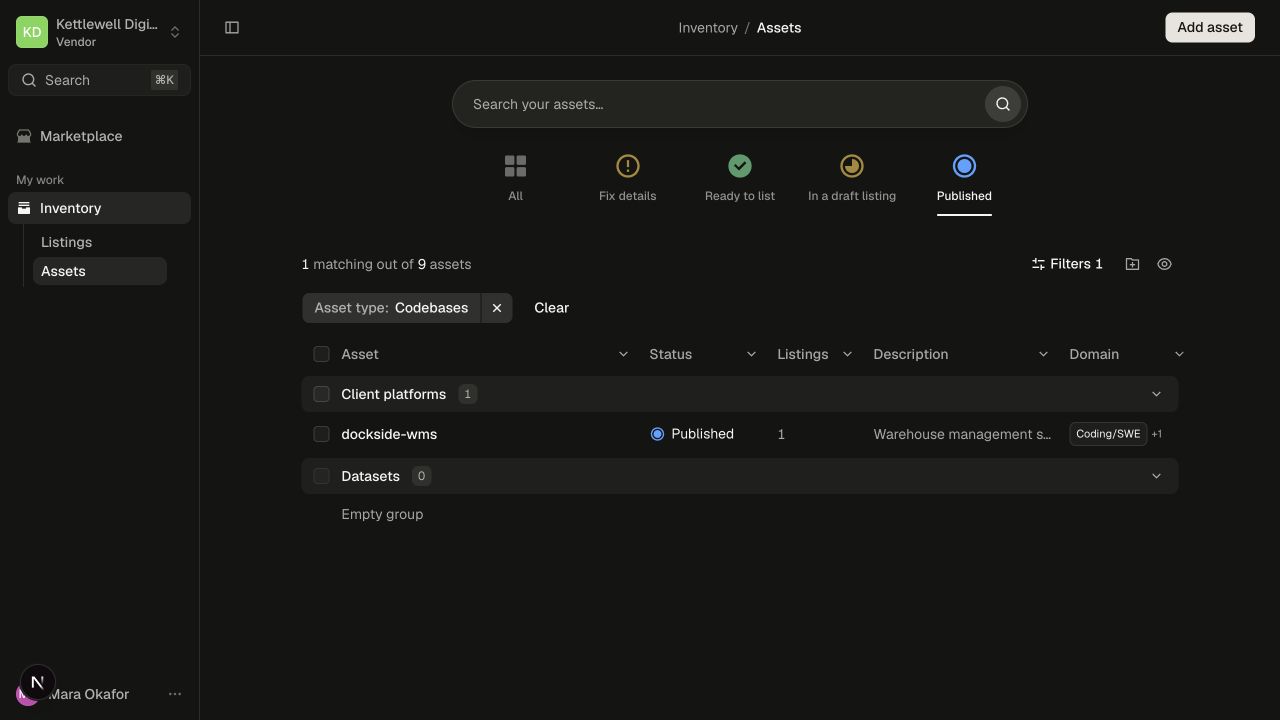 KD
Kettlewell Digi...
Vendor
Search
⌘K
Marketplace
My work
Inventory
Listings
Assets
Mara Okafor
Inventory / Assets
Add asset
Search your assets...
All
Fix details
Ready to list
In a draft listing
Published
1 matching out of 9 assets
Filters 1
Asset type: Codebases
Clear
Asset
Status
Listings
Description
Domain
Client platforms 1
dockside-wms
Published
1
Warehouse management s...
Coding/SWE
+1
Datasets 0
Empty group
N